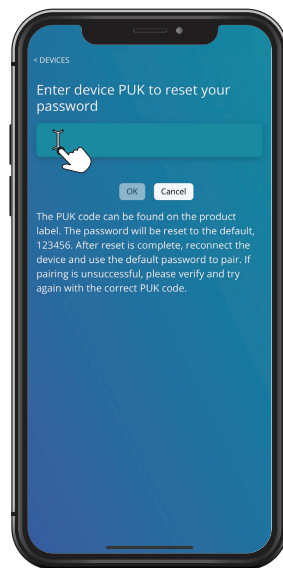 < DEVICES
Enter device PUK to reset your
password
OK Cancel
The PUK code can be found on the product
label. The password will be reset to the default,
123456. After reset is complete, reconnect the
device and use the default password to pair. If
pairing is unsuccessful, please verify and try
again with the correct PUK code.